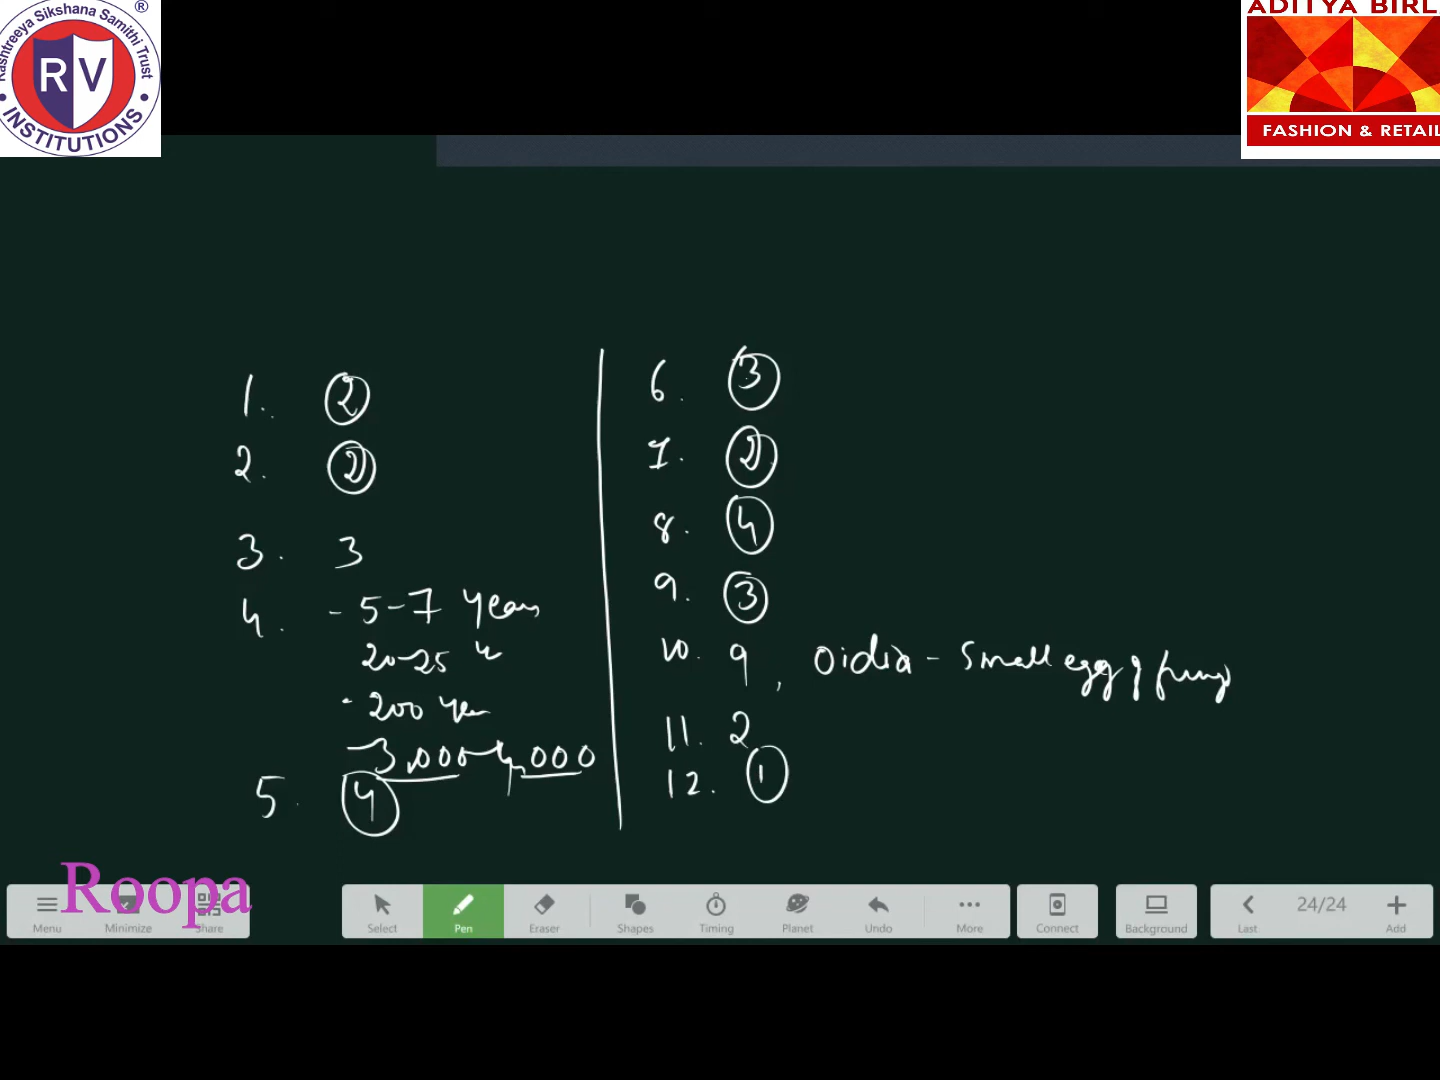 Rashtreeya Sikshana Samithi Trust
®
RV
INSTITUTIONS
ADITYA BIRL
FASHION & RETAIL
1. 2
2. 2
3. 3
4. - 5-7 years
20-25 "
- 200 years
- 3,000 - 4,000
5. 4
6. 3
7. 2
8. 4
9. 3
10. 9, Oidia - Small egg of fungi
11. 2
12. 1
Roopa
Menu
Minimize
Share
Select
Pen
Eraser
Shapes
Timing
Planet
Undo
More
Connect
Background
Last
24/24
Add